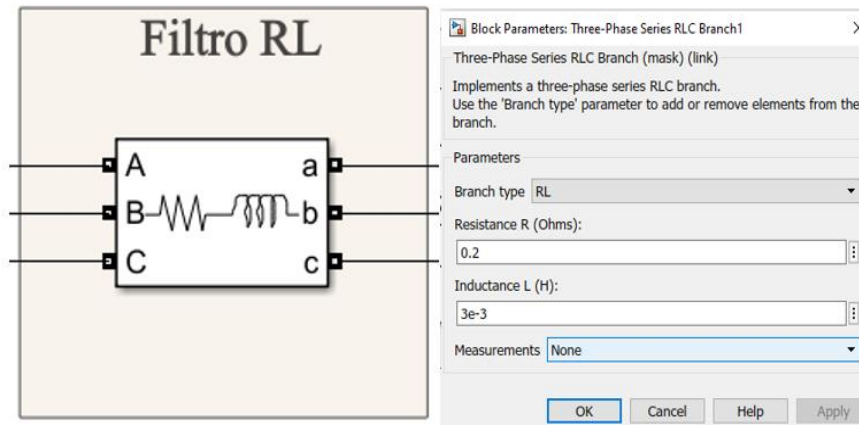 Filtro RL
A
a
B
b
C
c
Block Parameters: Three-Phase Series RLC Branch1
Three-Phase Series RLC Branch (mask) (link)
Implements a three-phase series RLC branch.
Use the 'Branch type' parameter to add or remove elements from the
branch.
Parameters
Branch type RL
Resistance R (Ohms):
0.2
Inductance L (H):
3e-3
Measurements None
OK Cancel Help Apply